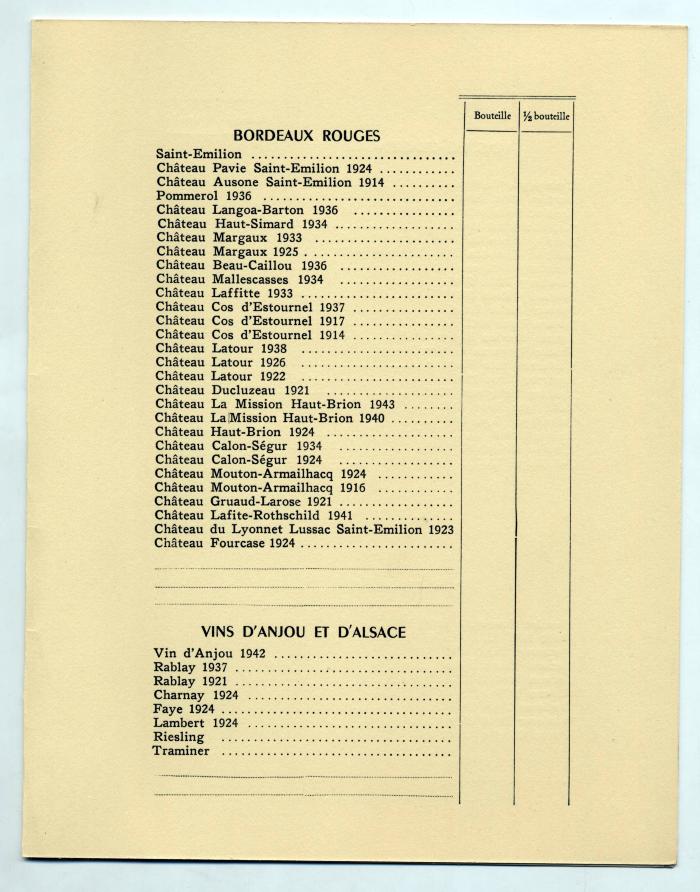 Bouteille ½ bouteille
BORDEAUX ROUGES
Saint-Emilion
Château Pavie Saint-Emilion 1924
Château Ausone Saint-Emilion 1914
Pommerol 1936
Château Langoa-Barton 1936
Château Haut-Simard 1934
Château Margaux 1933
Château Margaux 1925
Château Beau-Caillou 1936
Château Mallescasses 1934
Château Laffitte 1933
Château Cos d'Estournel 1937
Château Cos d'Estournel 1917
Château Cos d'Estournel 1914
Château Latour 1938
Château Latour 1926
Château Latour 1922
Château Ducluzeau 1921
Château La Mission Haut-Brion 1943
Château La Mission Haut-Brion 1940
Château Haut-Brion 1924
Château Calon-Ségur 1934
Château Calon-Ségur 1924
Château Mouton-Armailhacq 1924
Château Mouton-Armailhacq 1916
Château Gruaud-Larose 1921
Château Lafite-Rothschild 1941
Château du Lyonnet Lussac Saint-Emilion 1923
Château Fourcase 1924
VINS D'ANJOU ET D'ALSACE
Vin d'Anjou 1942
Rablay 1937
Rablay 1921
Charnay 1924
Faye 1924
Lambert 1924
Riesling
Traminer